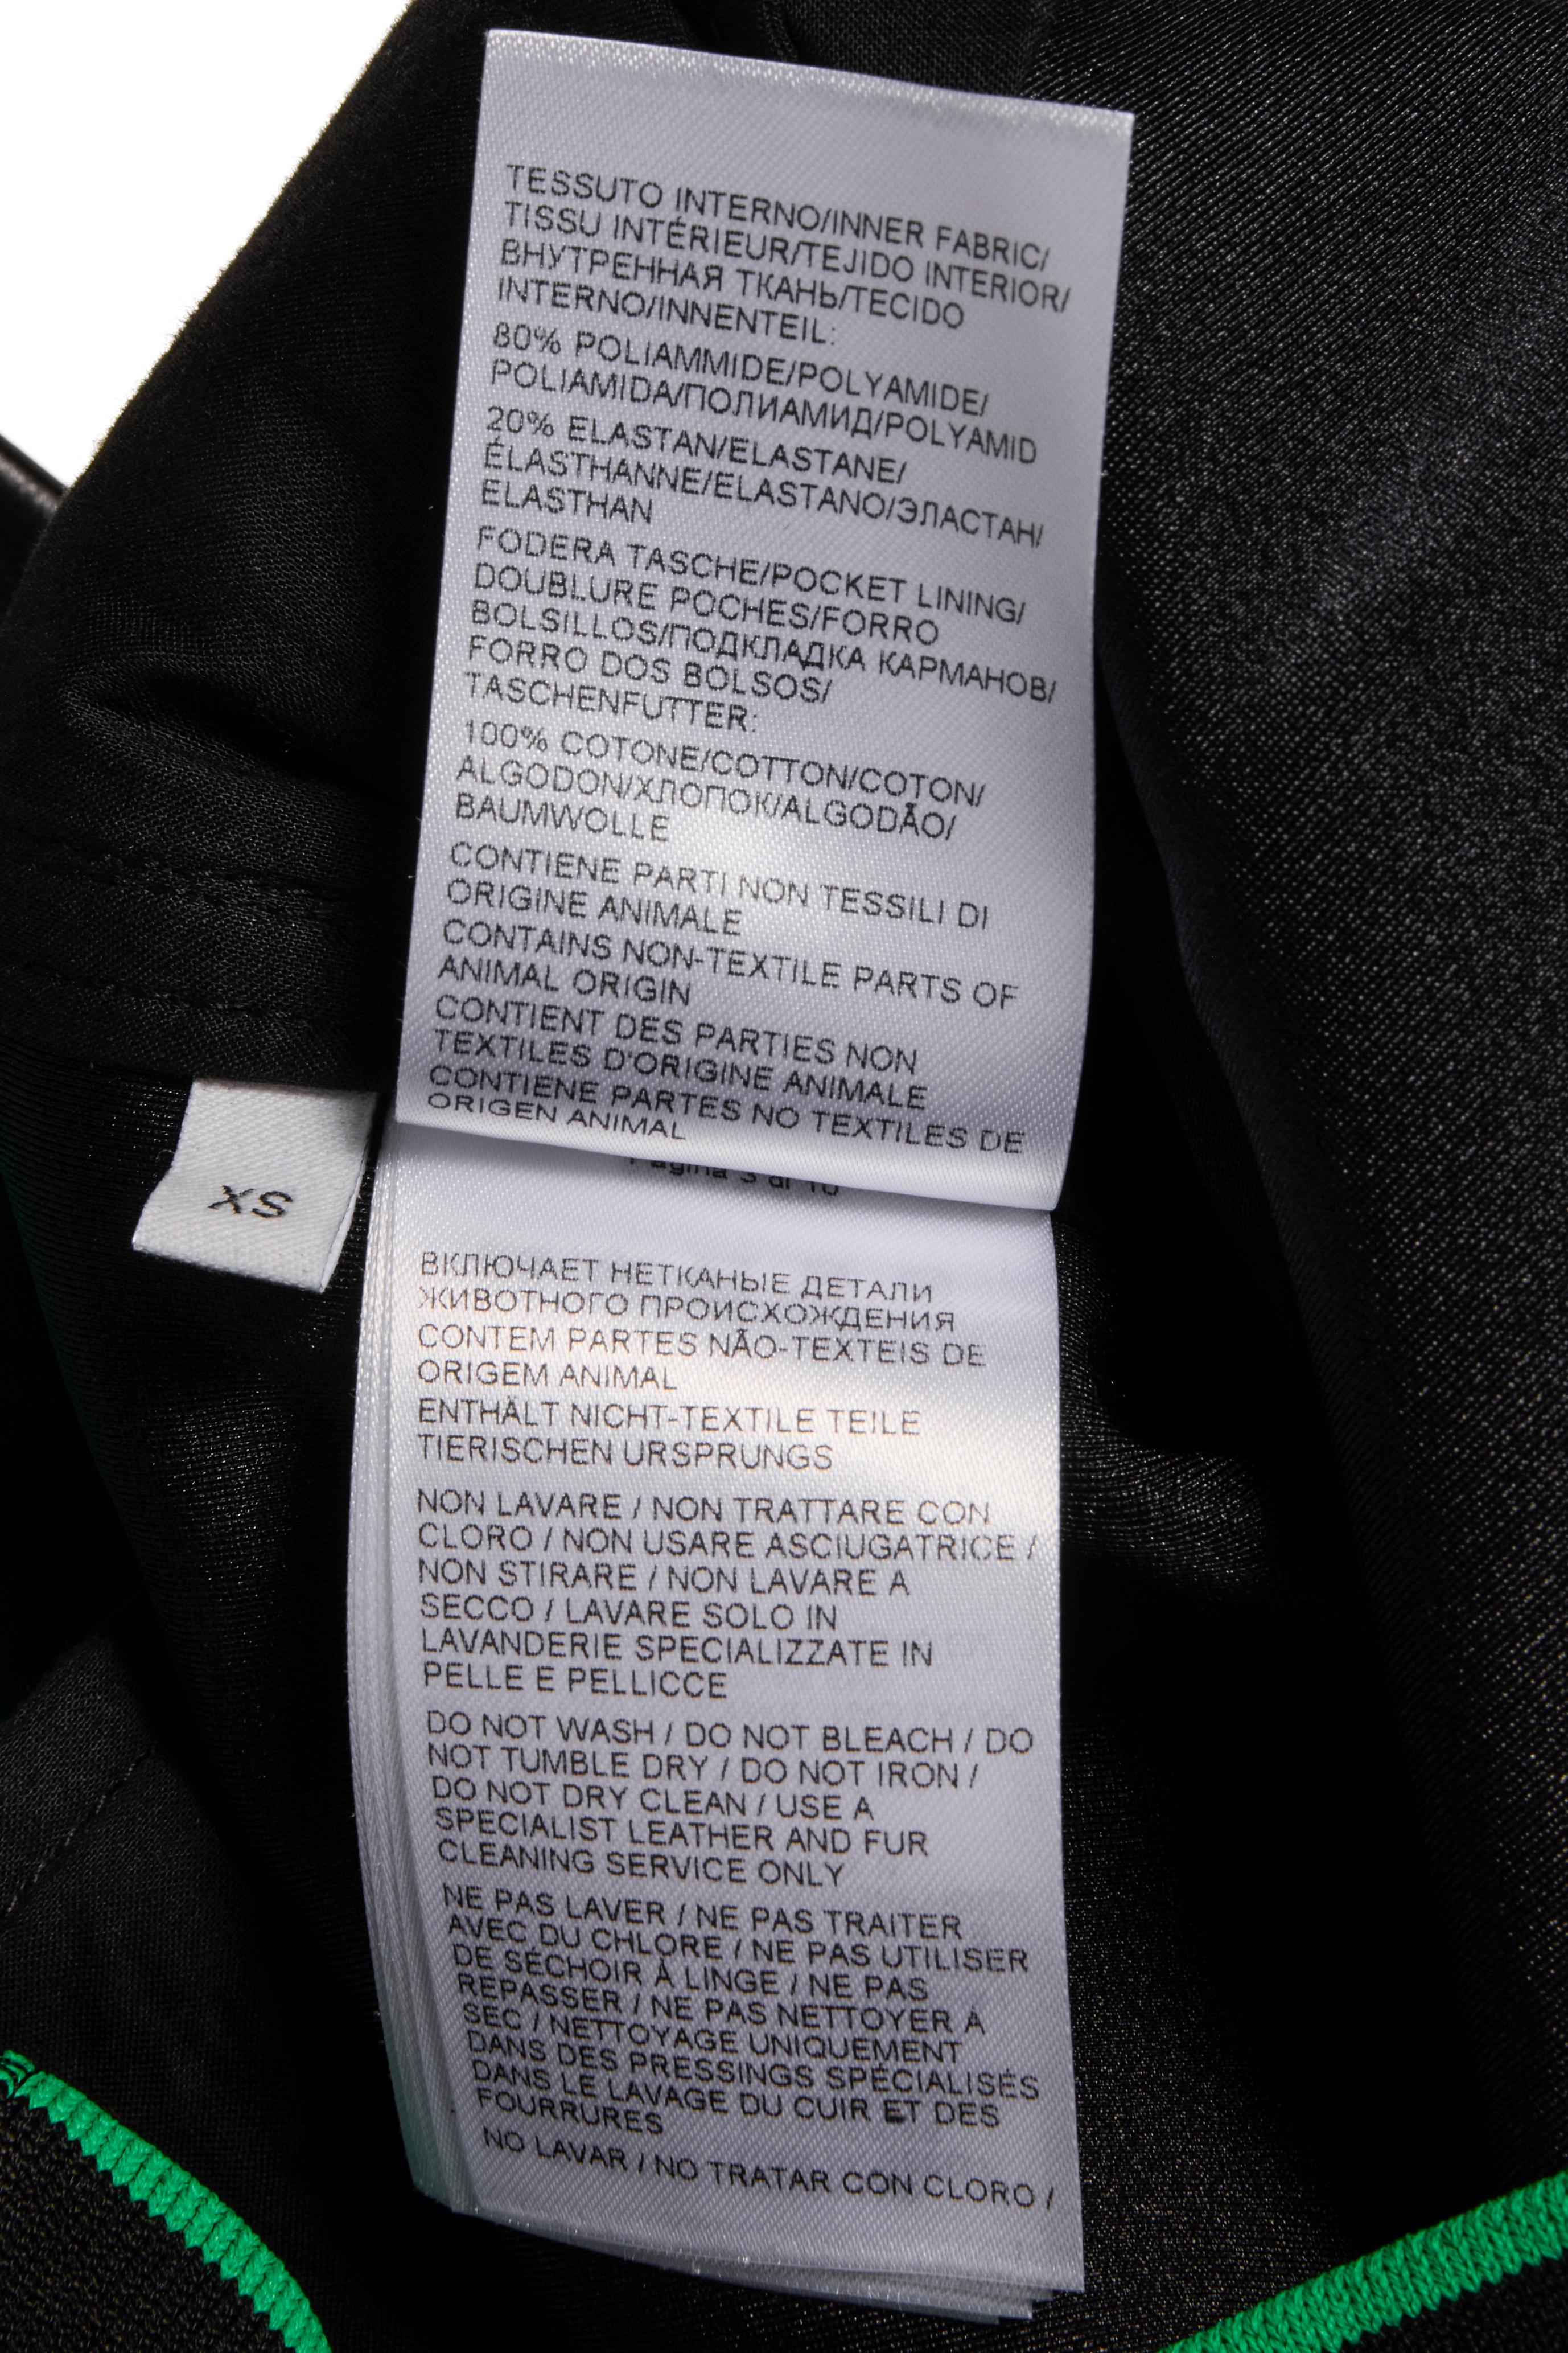 TESSUTO INTERNO/INNER FABRIC/
TISSU INTÉRIEUR/TEJIDO INTERIOR/
ВНУТРЕННАЯ ТКАНЬ/TECIDO
INTERNO/INNENTEIL:
80% POLIAMMIDE/POLYAMIDE/
POLIAMIDA/ПОЛИАМИД/POLYAMID
20% ELASTAN/ELASTANE/
ÉLASTHANNE/ELASTANO/ЭЛАСТАН/
ELASTHAN
FODERA TASCHE/POCKET LINING/
DOUBLURE POCHES/FORRO
BOLSILLOS/ПОДКЛАДКА КАРМАНОВ/
FORRO DOS BOLSOS/
TASCHENFUTTER:
100% COTONE/COTTON/COTON/
ALGODON/ХЛОПОК/ALGODÃO/
BAUMWOLLE
CONTIENE PARTI NON TESSILI DI
ORIGINE ANIMALE
CONTAINS NON-TEXTILE PARTS OF
ANIMAL ORIGIN
CONTIENT DES PARTIES NON
TEXTILES D'ORIGINE ANIMALE
CONTIENE PARTES NO TEXTILES DE
ORIGEN ANIMAL
Pagina 3 di 10
XS
ВКЛЮЧАЕТ НЕТКАНЫЕ ДЕТАЛИ
ЖИВОТНОГО ПРОИСХОЖДЕНИЯ
CONTEM PARTES NÃO-TEXTEIS DE
ORIGEM ANIMAL
ENTHÄLT NICHT-TEXTILE TEILE
TIERISCHEN URSPRUNGS
NON LAVARE / NON TRATTARE CON
CLORO / NON USARE ASCIUGATRICE /
NON STIRARE / NON LAVARE A
SECCO / LAVARE SOLO IN
LAVANDERIE SPECIALIZZATE IN
PELLE E PELLICCE
DO NOT WASH / DO NOT BLEACH / DO
NOT TUMBLE DRY / DO NOT IRON /
DO NOT DRY CLEAN / USE A
SPECIALIST LEATHER AND FUR
CLEANING SERVICE ONLY
NE PAS LAVER / NE PAS TRAITER
AVEC DU CHLORE / NE PAS UTILISER
DE SÉCHOIR À LINGE / NE PAS
REPASSER / NE PAS NETTOYER A
SEC / NETTOYAGE UNIQUEMENT
DANS DES PRESSINGS SPÉCIALISÉS
DANS LE LAVAGE DU CUIR ET DES
FOURRURES
NO LAVAR / NO TRATAR CON CLORO /